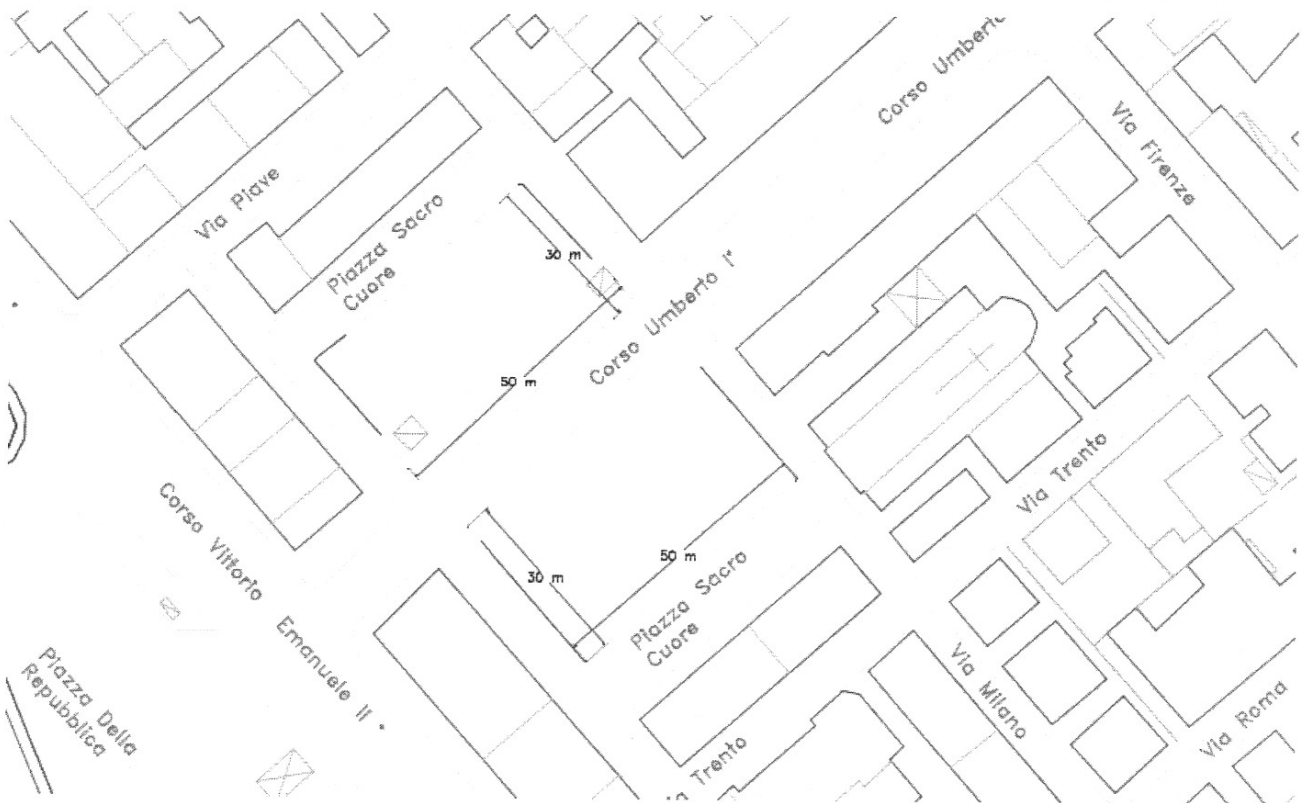 Corso Umberto
Via Firenze
Via Piave
Piazza Sacro
Cuore
30 m
Corso Umberto I°
50 m
Via Trento
Corso Vittorio Emanuele II°
30 m
50 m
Piazza Sacro
Cuore
Via Milano
Via Roma
Piazza Della
Repubblica
ia Trento